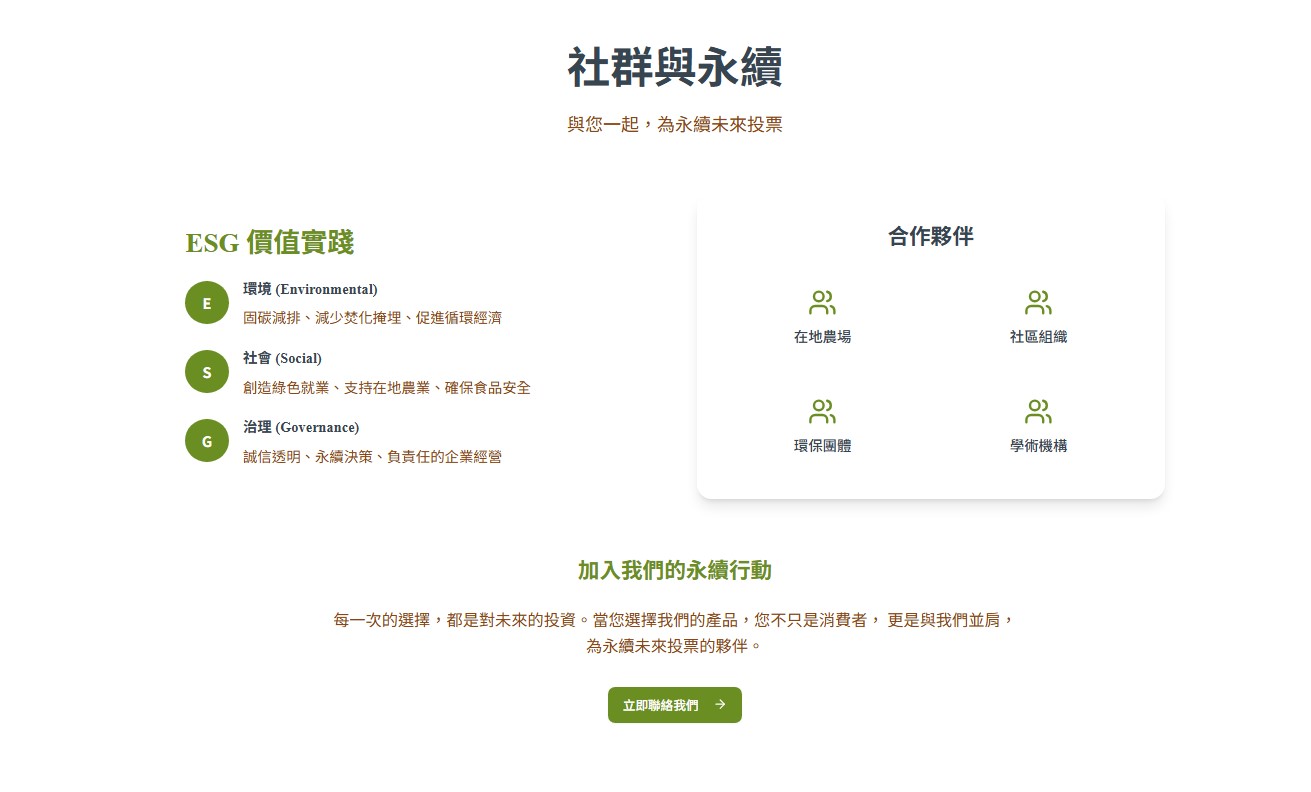 社群與永續
與您一起，為永續未來投票
ESG 價值實踐
E
環境 (Environmental)
固碳減排、減少焚化掩埋、促進循環經濟
S
社會 (Social)
創造綠色就業、支持在地農業、確保食品安全
G
治理 (Governance)
誠信透明、永續決策、負責任的企業經營
合作夥伴
在地農場
社區組織
環保團體
學術機構
加入我們的永續行動
每一次的選擇，都是對未來的投資。當您選擇我們的產品，您不只是消費者， 更是與我們並肩，
為永續未來投票的夥伴。
立即聯絡我們 →